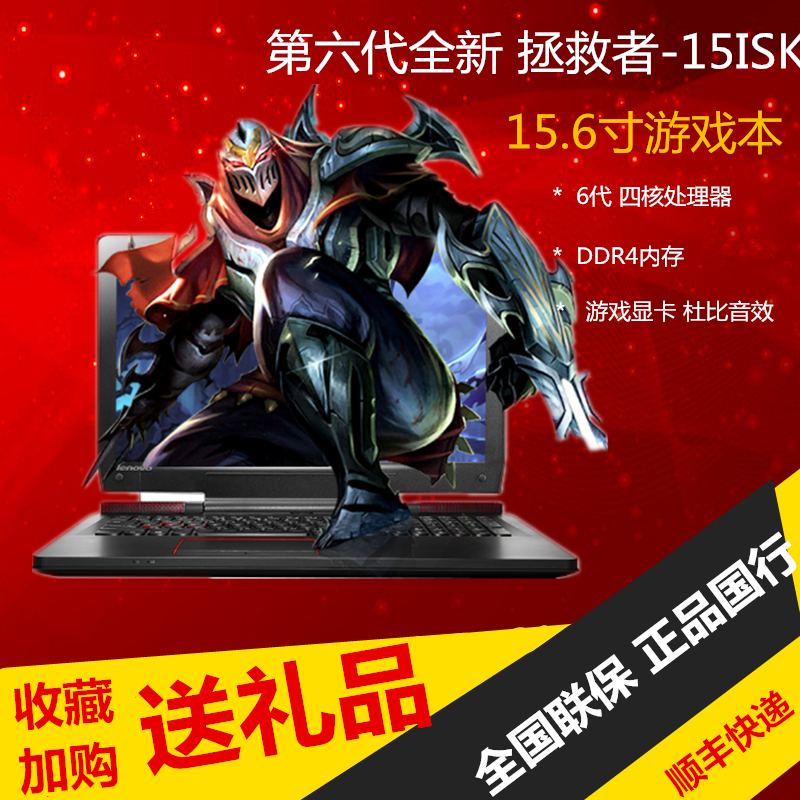 第六代全新 拯救者-15ISK
15.6寸游戏本
* 6代 四核处理器
* DDR4内存
* 游戏显卡 杜比音效
lenovo
收藏
加购
送礼品
全国联保 正品国行
顺丰快递